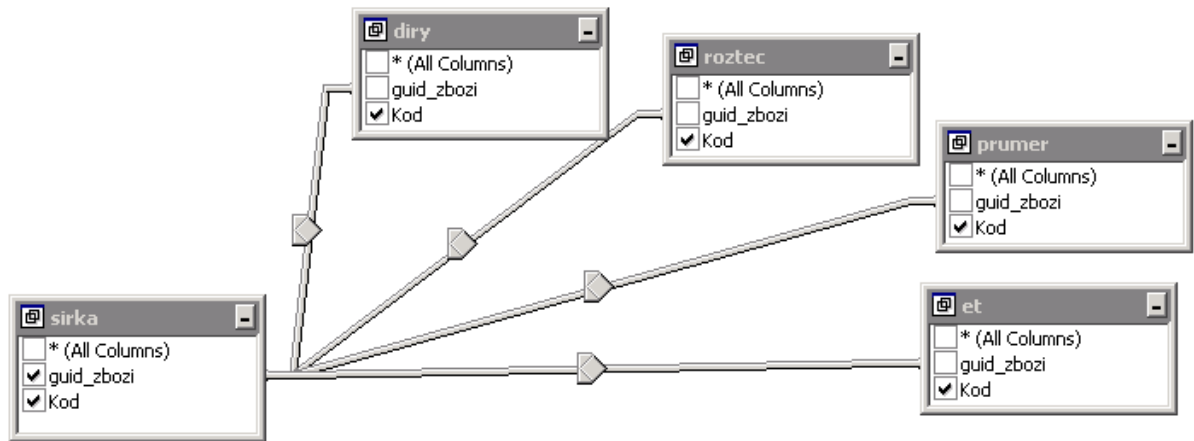 diry
* (All Columns)
guid_zbozi
Kod
roztec
* (All Columns)
guid_zbozi
Kod
prumer
* (All Columns)
guid_zbozi
Kod
sirka
* (All Columns)
guid_zbozi
Kod
et
* (All Columns)
guid_zbozi
Kod